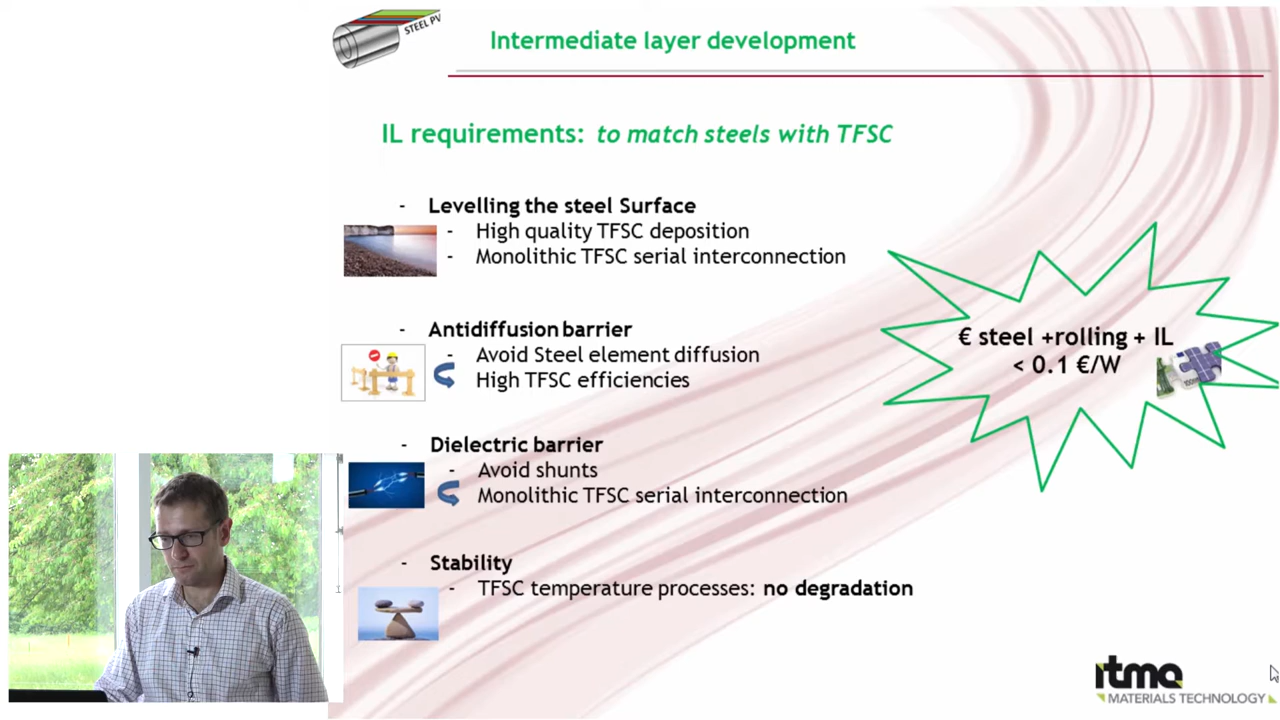 STEEL PV
Intermediate layer development
IL requirements: to match steels with TFSC
- Levelling the steel Surface
- High quality TFSC deposition
- Monolithic TFSC serial interconnection
- Antidiffusion barrier
- Avoid Steel element diffusion
High TFSC efficiencies
- Dielectric barrier
- Avoid shunts
Monolithic TFSC serial interconnection
- Stability
- TFSC temperature processes: no degradation
€ steel +rolling + IL
< 0.1 €/W
itma
MATERIALS TECHNOLOGY